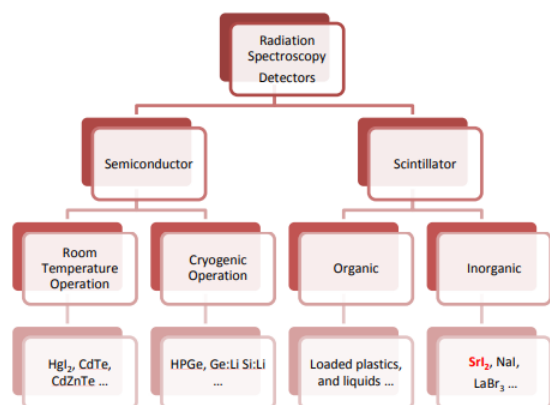 Radiation
Spectroscopy
Detectors
Semiconductor
Scintillator
Room
Temperature
Operation
Cryogenic
Operation
Organic
Inorganic
HgI₂, CdTe,
CdZnTe ...
HPGe, Ge:Li Si:Li
...
Loaded plastics,
and liquids ...
SrI₂, NaI,
LaBr₃ ...